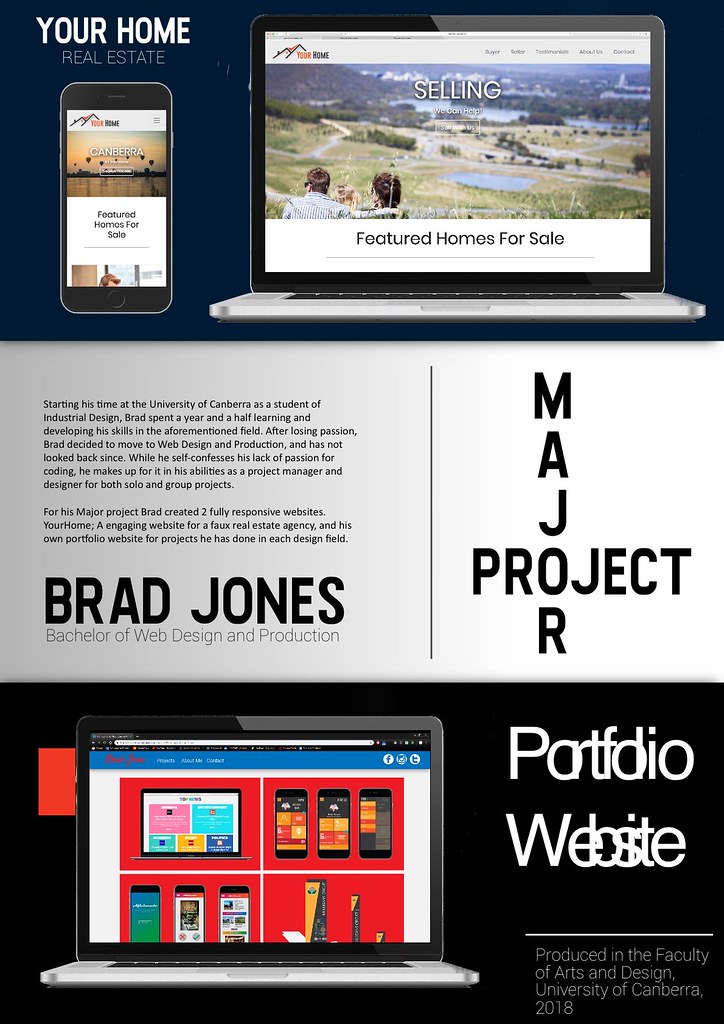 YOUR HOME
REAL ESTATE
YOUR HOME
CANBERRA
Featured
Homes For
Sale
YOUR HOME
Buyer Seller Testimonials About Us Contact
SELLING
We Can Help!
Sell With Us
Featured Homes For Sale
Starting his time at the University of Canberra as a student of
Industrial Design, Brad spent a year and a half learning and
developing his skills in the aforementioned field. After losing passion,
Brad decided to move to Web Design and Production, and has not
looked back since. While he self-confesses his lack of passion for
coding, he makes up for it in his abilities as a project manager and
designer for both solo and group projects.
For his Major project Brad created 2 fully responsive websites.
YourHome; A engaging website for a faux real estate agency, and his
own portfolio website for projects he has done in each design field.
BRAD JONES
Bachelor of Web Design and Production
M
A
J
PROJECT
R
Projects About Me Contact
TOP NEWS
Portfolio
Website
Produced in the Faculty
of Arts and Design,
University of Canberra,
2018